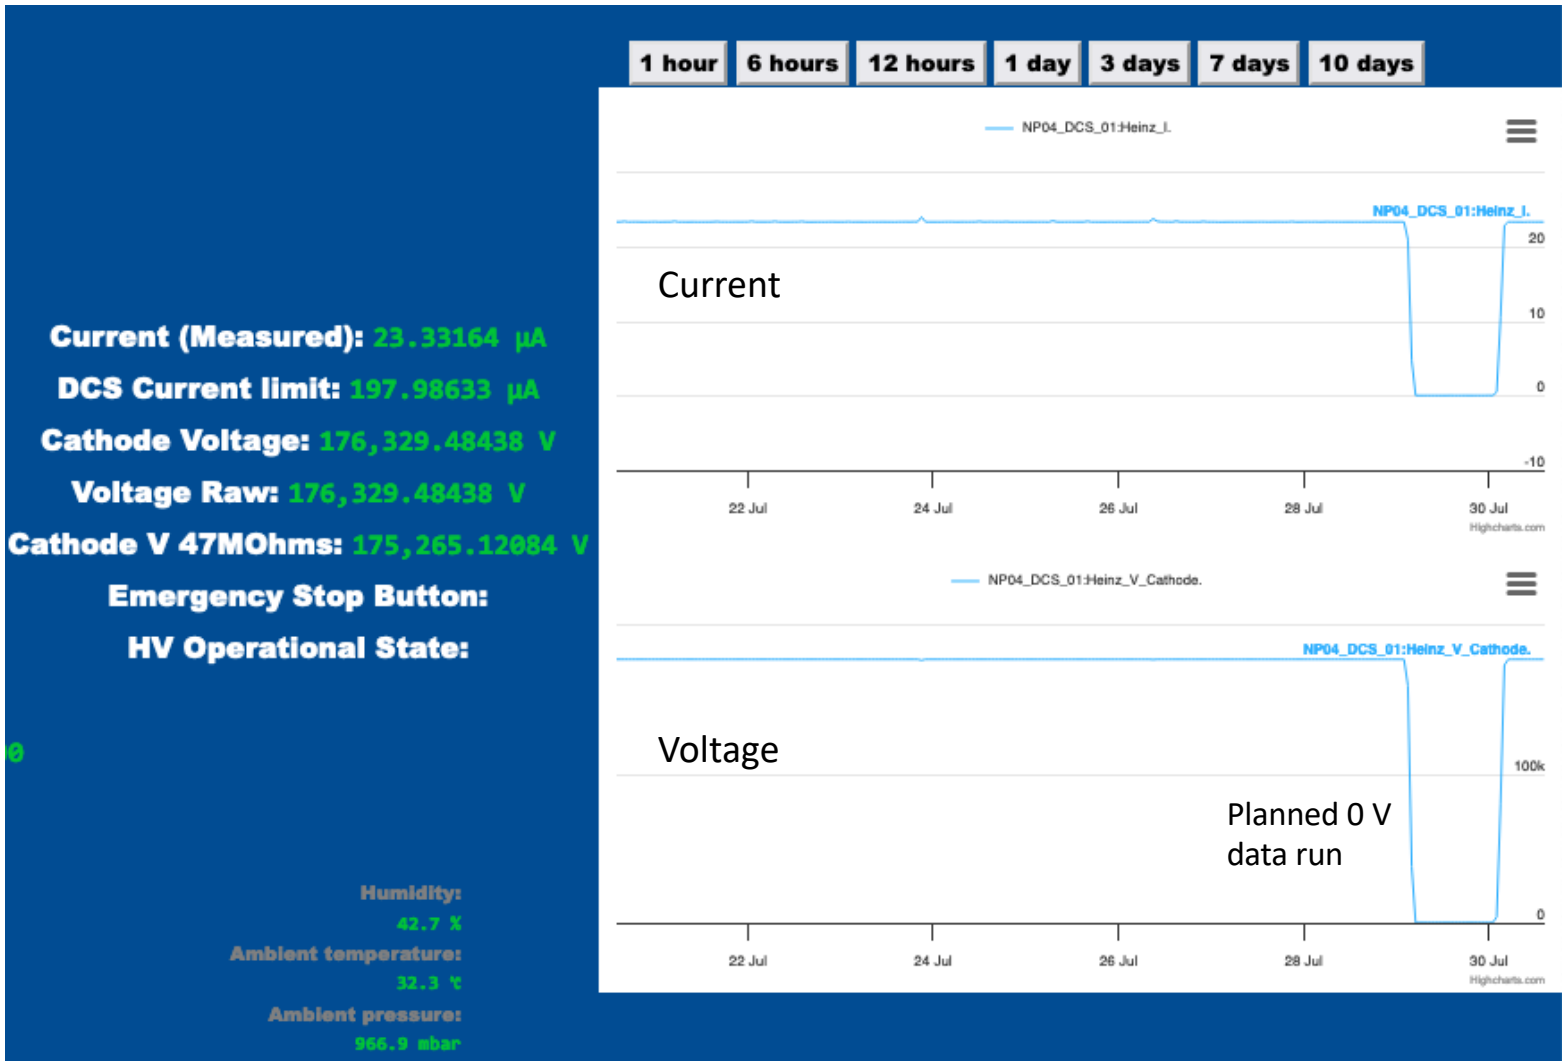 1 hour
6 hours
12 hours
1 day
3 days
7 days
10 days
NP04_DCS_01:Heinz_I.
NP04_DCS_01:Heinz_I.
20
Current
10
0
-10
22 Jul
24 Jul
26 Jul
28 Jul
30 Jul
Highcharts.com
Current (Measured): 23.33164 µA
DCS Current limit: 197.98633 µA
Cathode Voltage: 176,329.48438 V
Voltage Raw: 176,329.48438 V
Cathode V 47MOhms: 175,265.12084 V
Emergency Stop Button:
HV Operational State:
NP04_DCS_01:Heinz_V_Cathode.
NP04_DCS_01:Heinz_V_Cathode.
Voltage
100k
Planned 0 V
data run
0
22 Jul
24 Jul
26 Jul
28 Jul
30 Jul
Highcharts.com
Humidity:
42.7 %
Ambient temperature:
32.3 ℃
Ambient pressure:
966.9 mbar